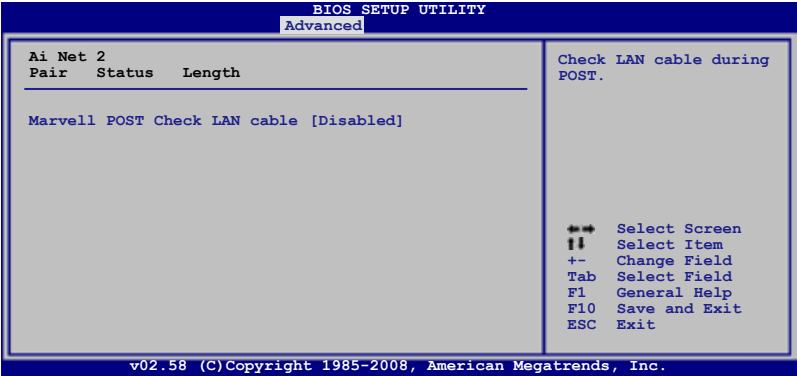 BIOS SETUP UTILITY
Advanced
Ai Net 2
Pair Status Length
Marvell POST Check LAN cable [Disabled]
Check LAN cable during
POST.
←→ Select Screen
↑↓ Select Item
+- Change Field
Tab Select Field
F1 General Help
F10 Save and Exit
ESC Exit
v02.58 (C)Copyright 1985-2008, American Megatrends, Inc.